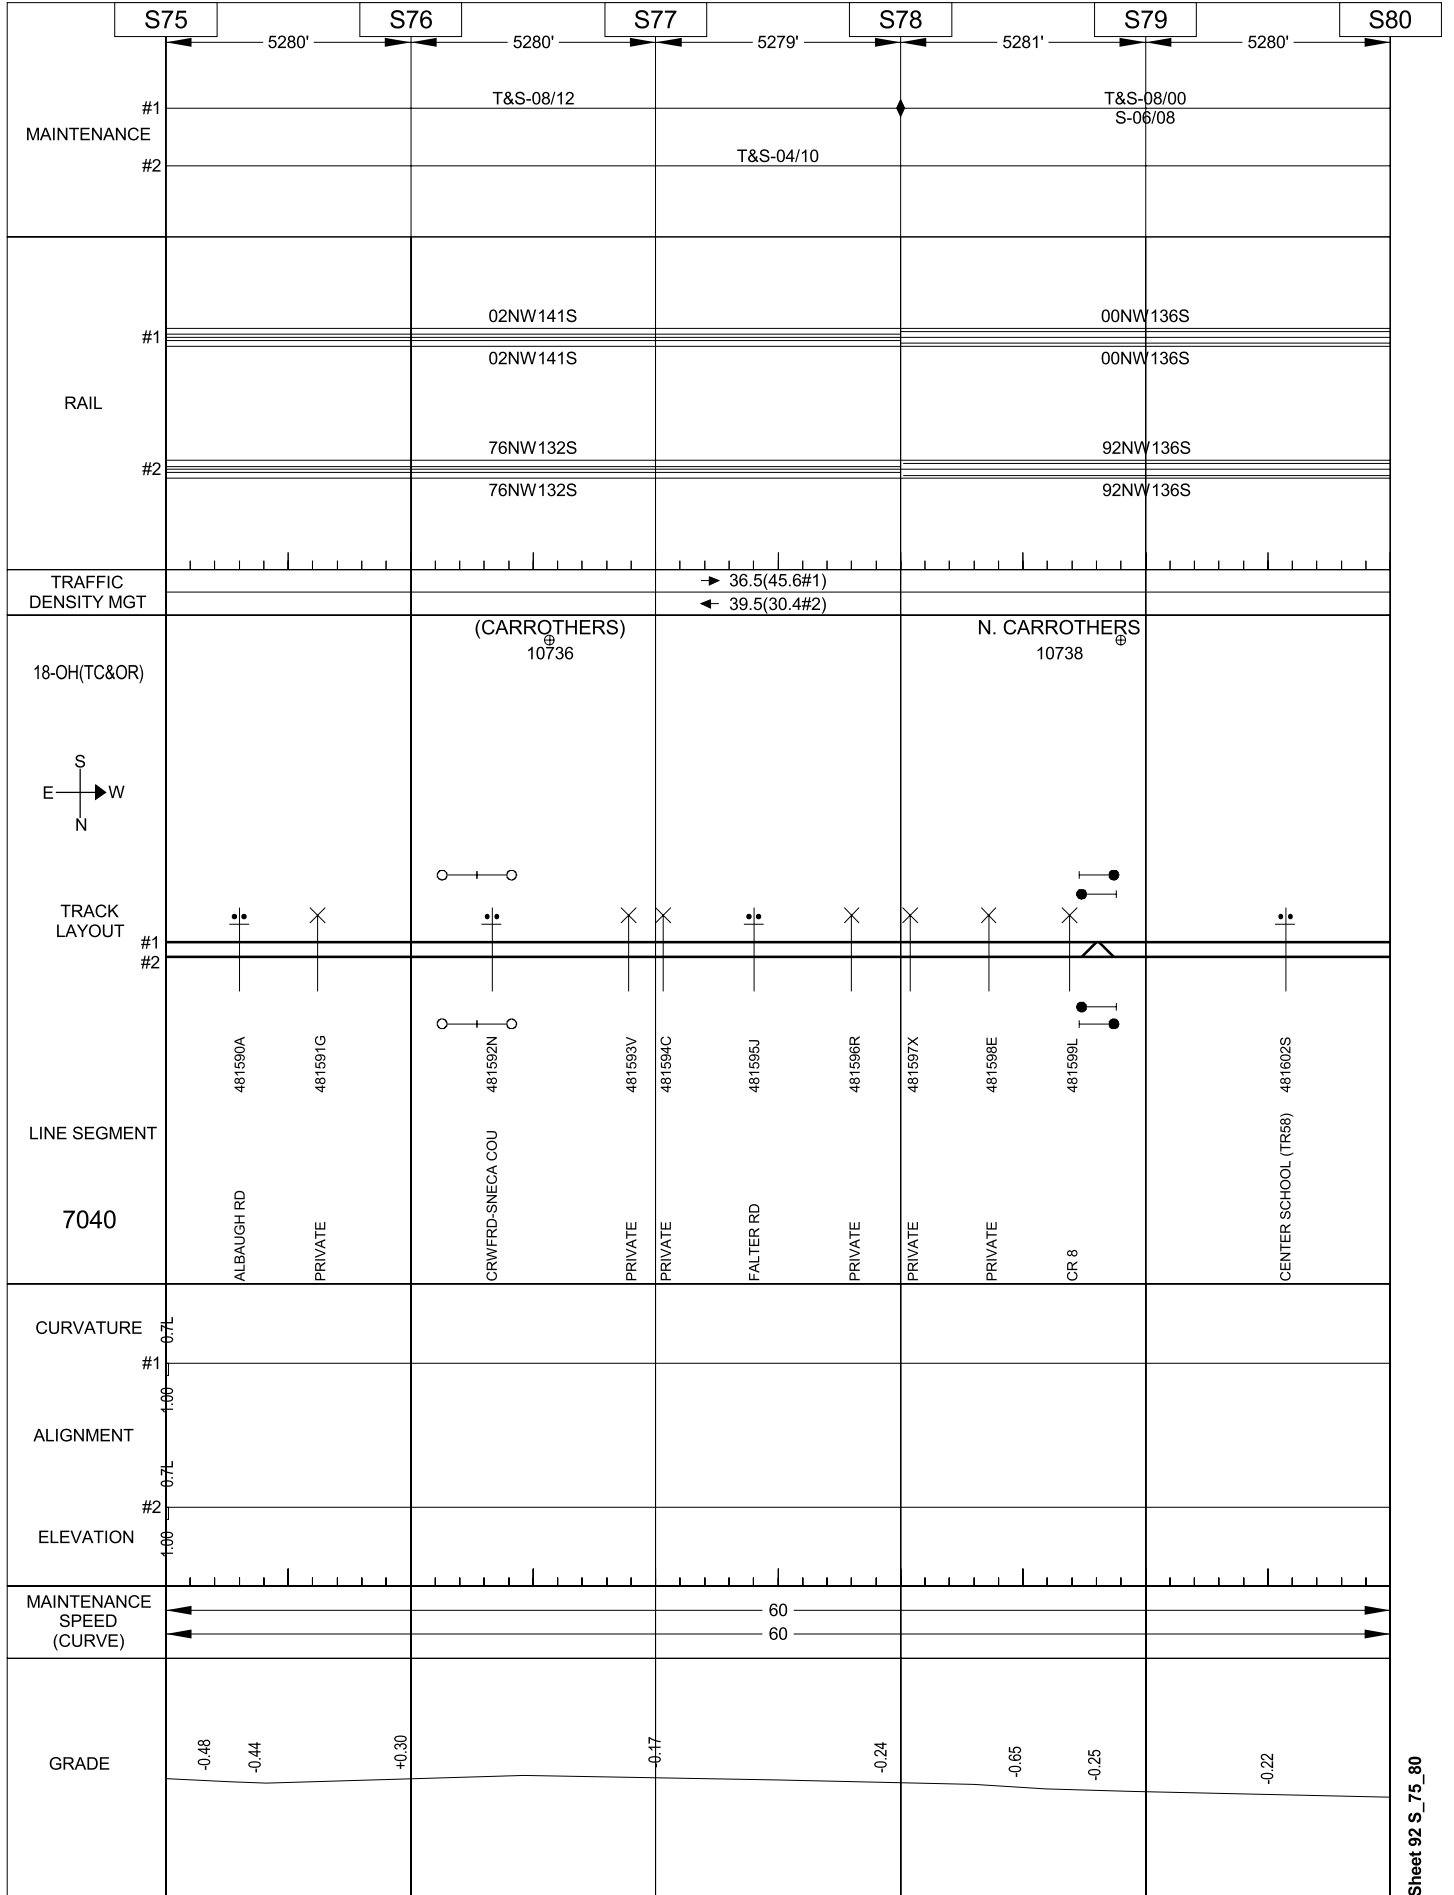 S75 S76 S77 S78 S79 S80
5280' 5280' 5279' 5281' 5280'
#1 T&S-08/12 T&S-08/00
S-06/08
MAINTENANCE
#2 T&S-04/10
02NW141S 00NW136S
#1
02NW141S 00NW136S
RAIL
76NW132S 92NW136S
#2
76NW132S 92NW136S
TRAFFIC
DENSITY MGT
36.5(45.6#1)
39.5(30.4#2)
(CARROTHERS) N. CARROTHERS
10736 10738
18-OH(TC&OR)
S
E W
N
TRACK
LAYOUT
#1
#2
481590A
481591G
481592N
481593V
481594C
481595J
481596R
481597X
481598E
481599L
481602S
LINE SEGMENT
7040
ALBAUGH RD
PRIVATE
CRWFRD-SNECA COU
PRIVATE
PRIVATE
FALTER RD
PRIVATE
PRIVATE
PRIVATE
CR 8
CENTER SCHOOL (TR58)
CURVATURE
0.7L
#1
1.00
ALIGNMENT
0.7L
#2
ELEVATION
1.00
MAINTENANCE
SPEED
(CURVE)
60
60
GRADE
-0.48
-0.44
+0.30
-0.17
-0.24
-0.65
-0.25
-0.22
Sheet 92 S_75_80